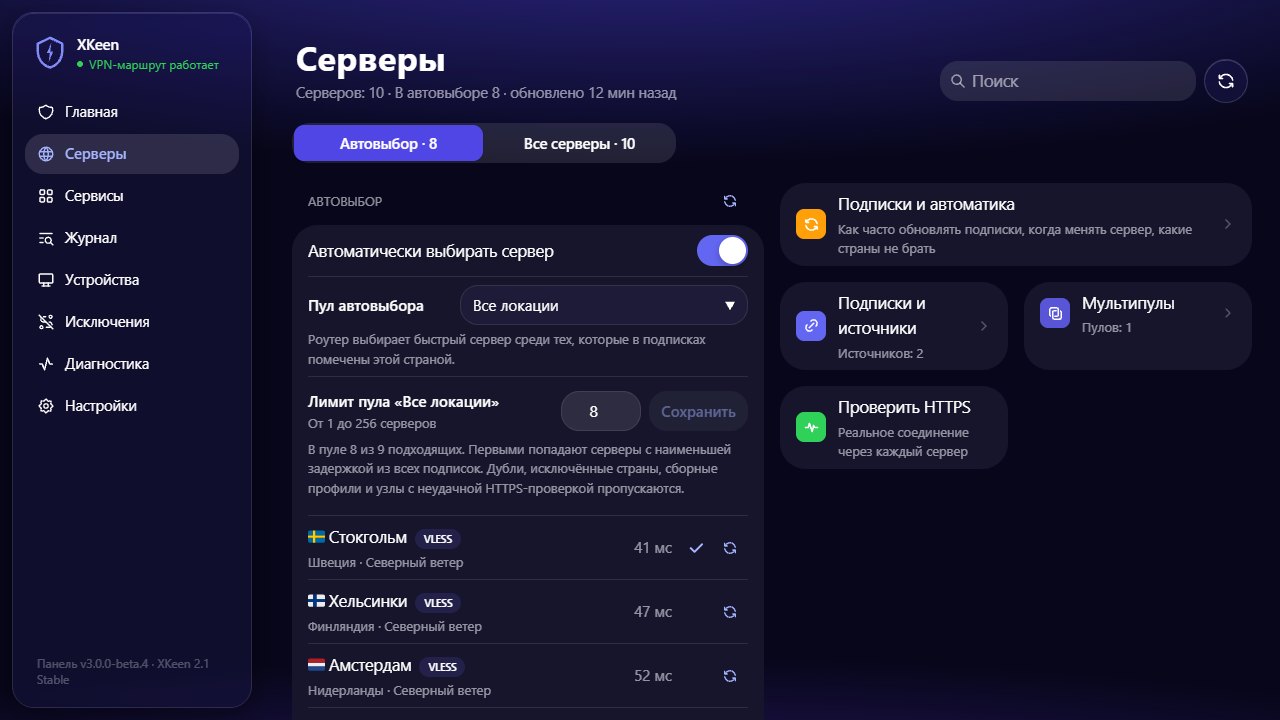 XKeen
VPN-маршрут работает
Главная
Серверы
Сервисы
Журнал
Устройства
Исключения
Диагностика
Настройки
Панель v3.0.0-beta.4 · XKeen 2.1
Stable
Серверы
Серверов: 10 · В автовыборе 8 · обновлено 12 мин назад
Поиск
Автовыбор · 8
Все серверы · 10
АВТОВЫБОР
Автоматически выбирать сервер
Пул автовыбора
Все локации
Роутер выбирает быстрый сервер среди тех, которые в подписках
помечены этой страной.
Лимит пула «Все локации»
От 1 до 256 серверов
8
Сохранить
В пуле 8 из 9 подходящих. Первыми попадают серверы с наименьшей
задержкой из всех подписок. Дубли, исключённые страны, сборные
профили и узлы с неудачной HTTPS-проверкой пропускаются.
Стокгольм VLESS
Швеция · Северный ветер
41 мс
Хельсинки VLESS
Финляндия · Северный ветер
47 мс
Амстердам VLESS
Нидерланды · Северный ветер
52 мс
Подписки и автоматика
Как часто обновлять подписки, когда менять сервер, какие
страны не брать
Подписки и
источники
Источников: 2
Мультипулы
Пулов: 1
Проверить HTTPS
Реальное соединение
через каждый сервер